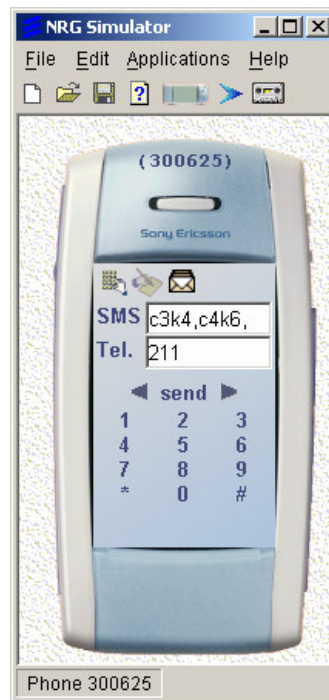 NRG Simulator
File Edit Applications Help
(300625)
Sony Ericsson
SMS c3k4,c4k6,
Tel. 211
send
1 2 3
4 5 6
7 8 9
* 0 #
Phone 300625